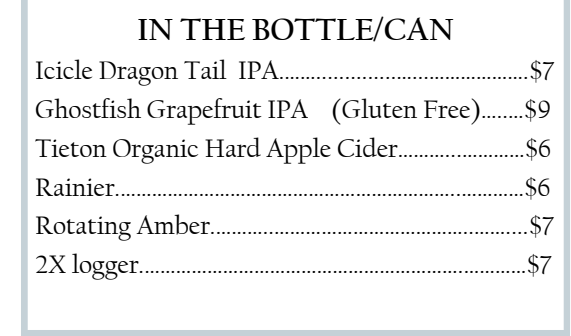 IN THE BOTTLE/CAN
Icicle Dragon Tail IPA..................................................$7
Ghostfish Grapefruit IPA (Gluten Free)........$9
Tieton Organic Hard Apple Cider.........................$6
Rainier..................................................................................$6
Rotating Amber...............................................................$7
2X logger.............................................................................$7